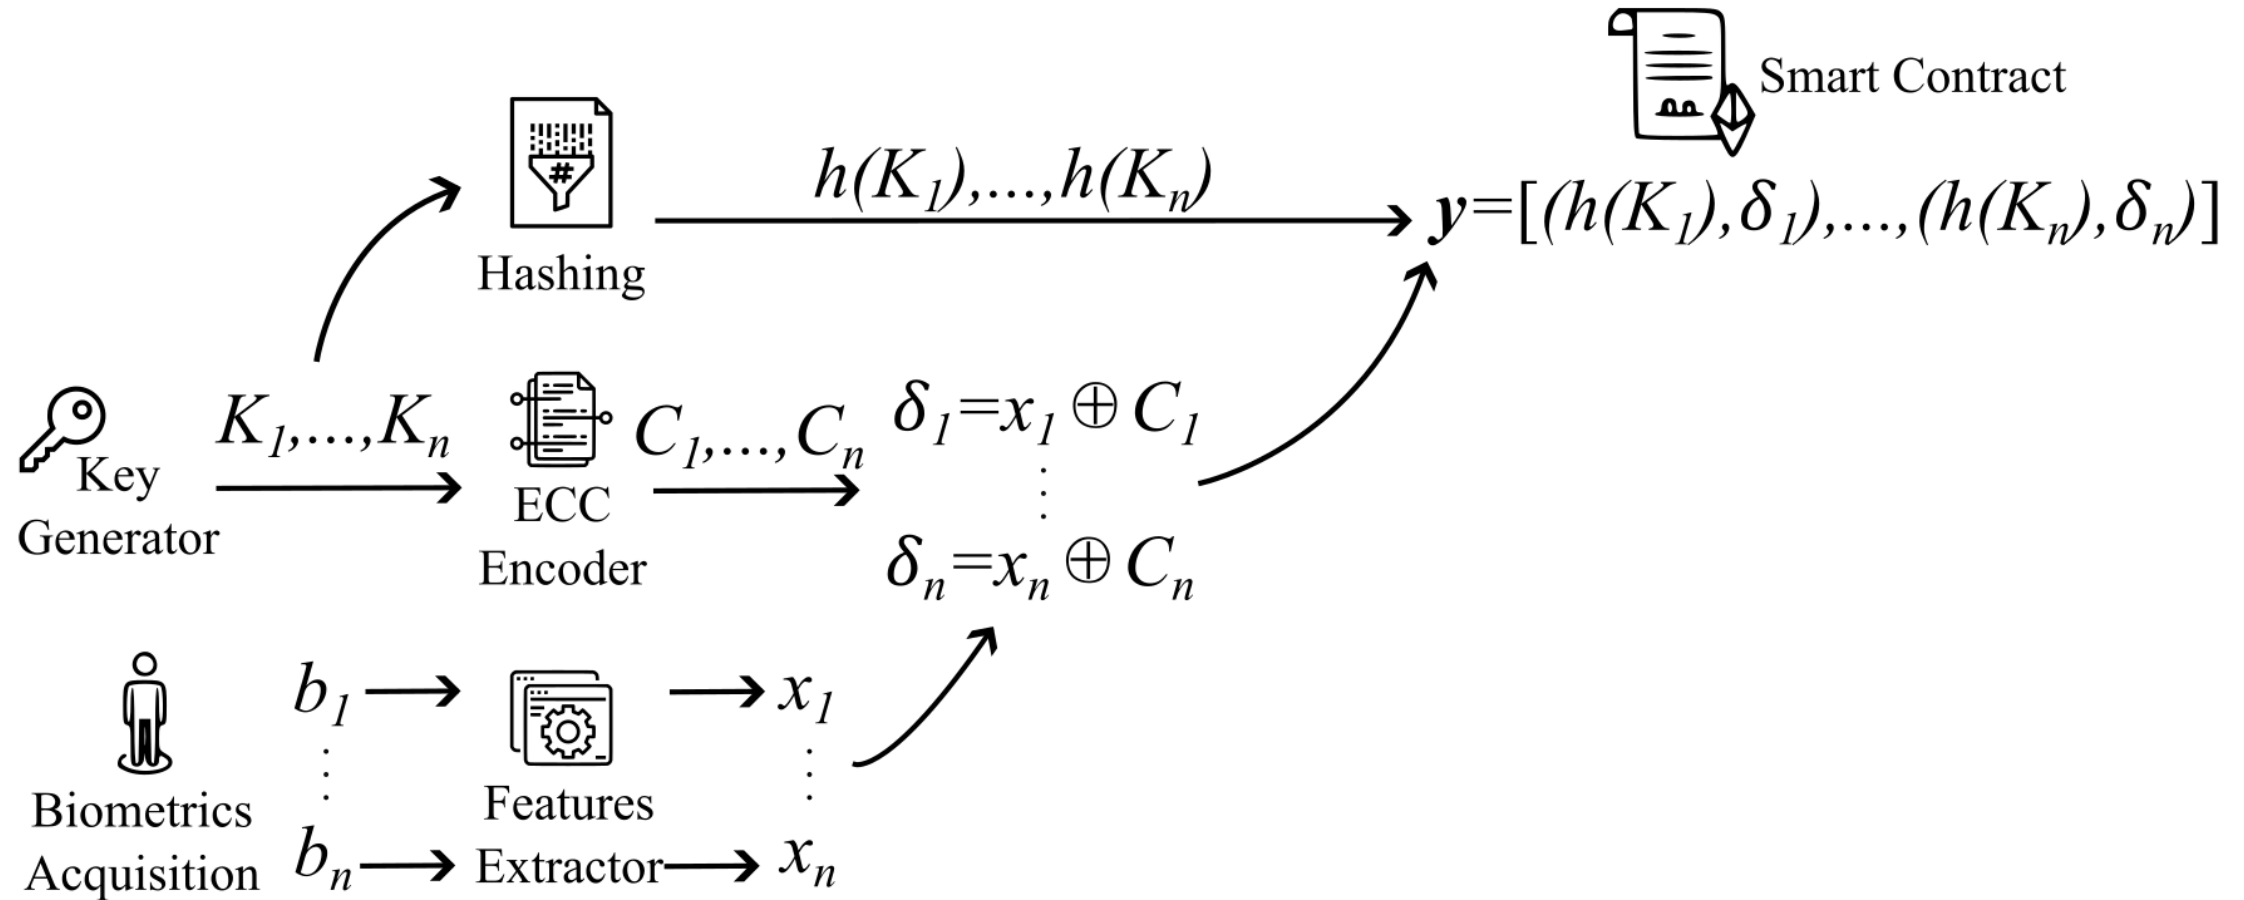 Smart Contract
h(K₁),...,h(Kₙ)
y=[(h(K₁),δ₁),...,(h(Kₙ),δₙ)]
#
Hashing
K₁,...,Kₙ
C₁,...,Cₙ
δ₁=x₁⊕C₁
Key
Generator
ECC
Encoder
⋮
δₙ=xₙ⊕Cₙ
b₁
x₁
⋮
⋮
Biometrics
Acquisition
Features
Extractor
bₙ
xₙ